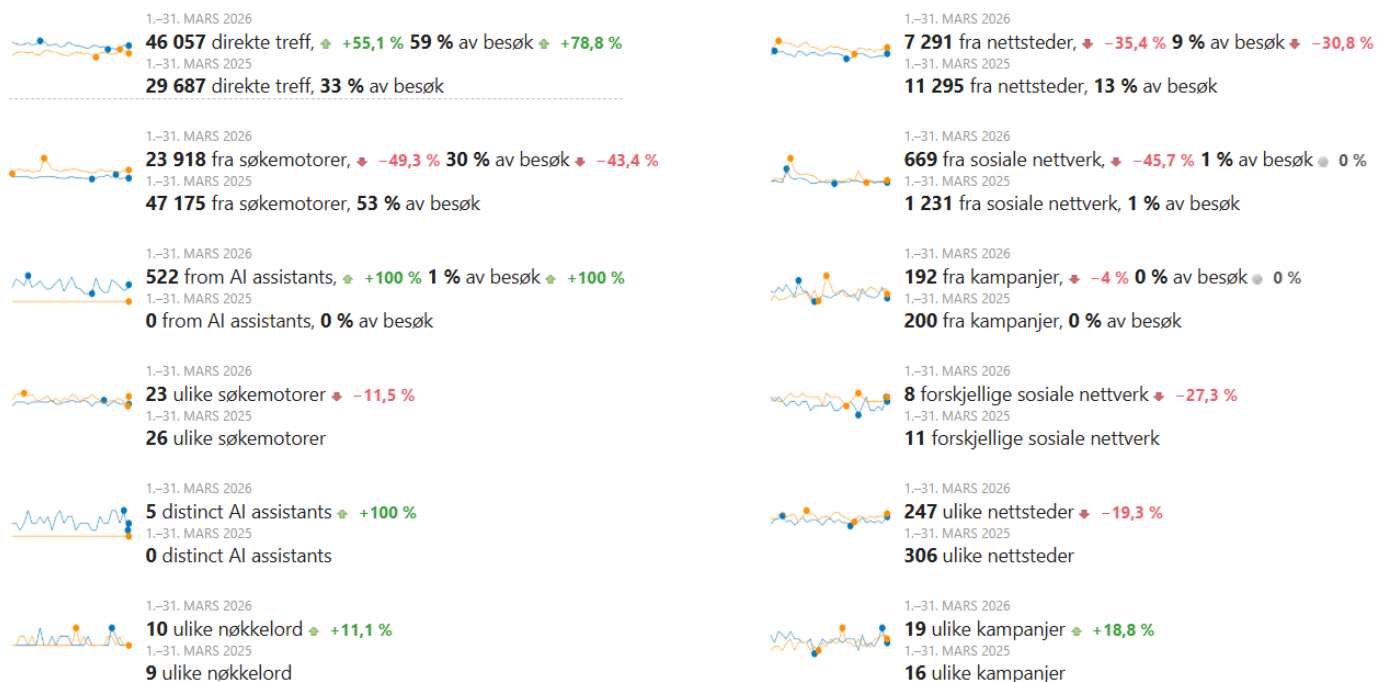 1.–31. MARS 2026
46 057 direkte treff, +55,1 % 59 % av besøk +78,8 %
1.–31. MARS 2025
29 687 direkte treff, 33 % av besøk
1.–31. MARS 2026
23 918 fra søkemotorer, −49,3 % 30 % av besøk −43,4 %
1.–31. MARS 2025
47 175 fra søkemotorer, 53 % av besøk
1.–31. MARS 2026
522 from AI assistants, +100 % 1 % av besøk +100 %
1.–31. MARS 2025
0 from AI assistants, 0 % av besøk
1.–31. MARS 2026
23 ulike søkemotorer −11,5 %
1.–31. MARS 2025
26 ulike søkemotorer
1.–31. MARS 2026
5 distinct AI assistants +100 %
1.–31. MARS 2025
0 distinct AI assistants
1.–31. MARS 2026
10 ulike nøkkelord +11,1 %
1.–31. MARS 2025
9 ulike nøkkelord
1.–31. MARS 2026
7 291 fra nettsteder, −35,4 % 9 % av besøk −30,8 %
1.–31. MARS 2025
11 295 fra nettsteder, 13 % av besøk
1.–31. MARS 2026
669 fra sosiale nettverk, −45,7 % 1 % av besøk 0 %
1.–31. MARS 2025
1 231 fra sosiale nettverk, 1 % av besøk
1.–31. MARS 2026
192 fra kampanjer, −4 % 0 % av besøk 0 %
1.–31. MARS 2025
200 fra kampanjer, 0 % av besøk
1.–31. MARS 2026
8 forskjellige sosiale nettverk −27,3 %
1.–31. MARS 2025
11 forskjellige sosiale nettverk
1.–31. MARS 2026
247 ulike nettsteder −19,3 %
1.–31. MARS 2025
306 ulike nettsteder
1.–31. MARS 2026
19 ulike kampanjer +18,8 %
1.–31. MARS 2025
16 ulike kampanjer